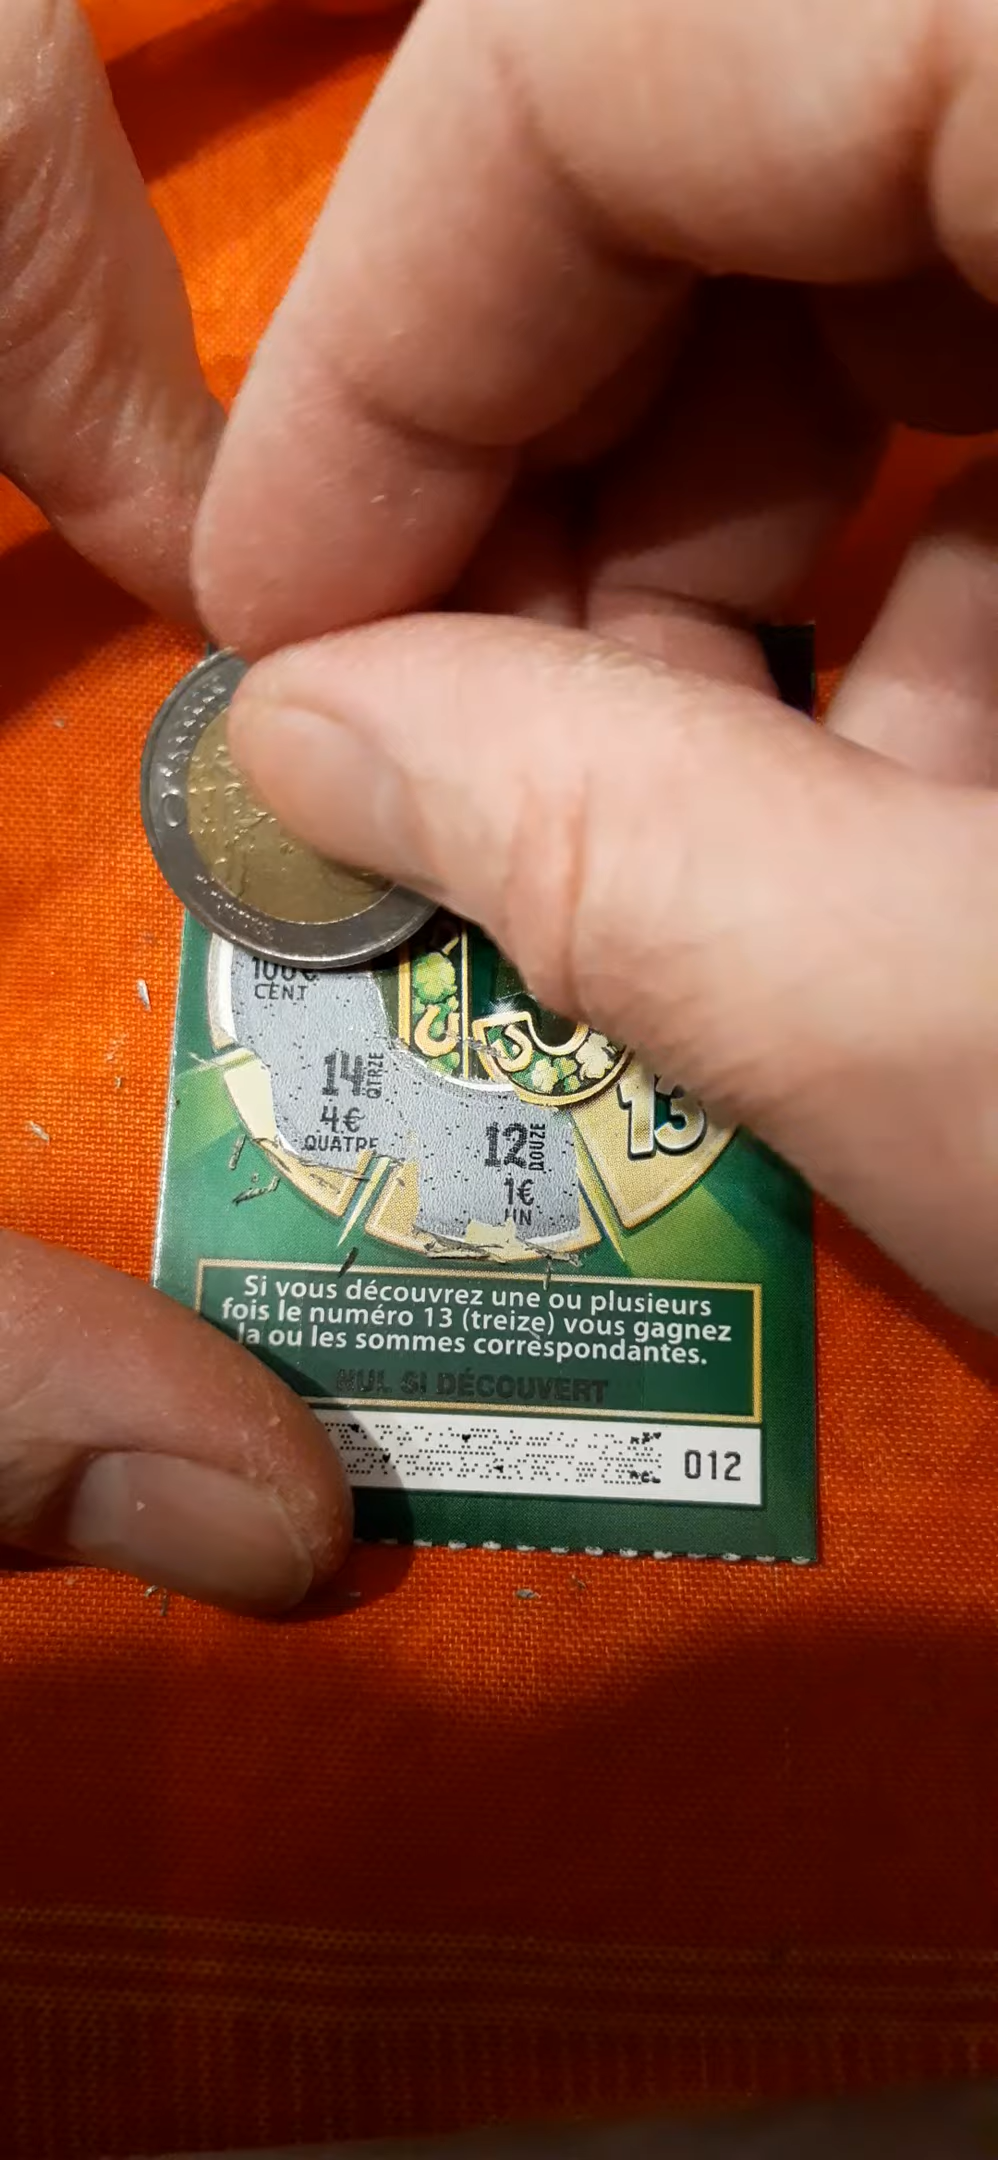 100€
CENT
14 QTRZE
4€
QUATRE
12 DOUZE
1€
UN
13
Si vous découvrez une ou plusieurs
fois le numéro 13 (treize) vous gagnez
la ou les sommes correspondantes.
NUL SI DÉCOUVERT
012